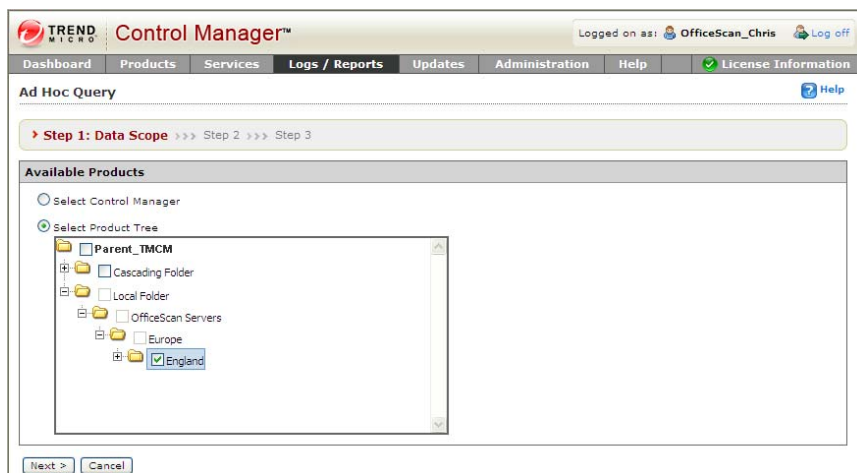 TREND MICRO Control Manager™ Logged on as: OfficeScan_Chris Log off
Dashboard Products Services Logs / Reports Updates Administration Help License Information
Ad Hoc Query Help
Step 1: Data Scope >>> Step 2 >>> Step 3
Available Products
Select Control Manager
Select Product Tree
Parent_TMCM
Cascading Folder
Local Folder
OfficeScan Servers
Europe
England
Next > Cancel